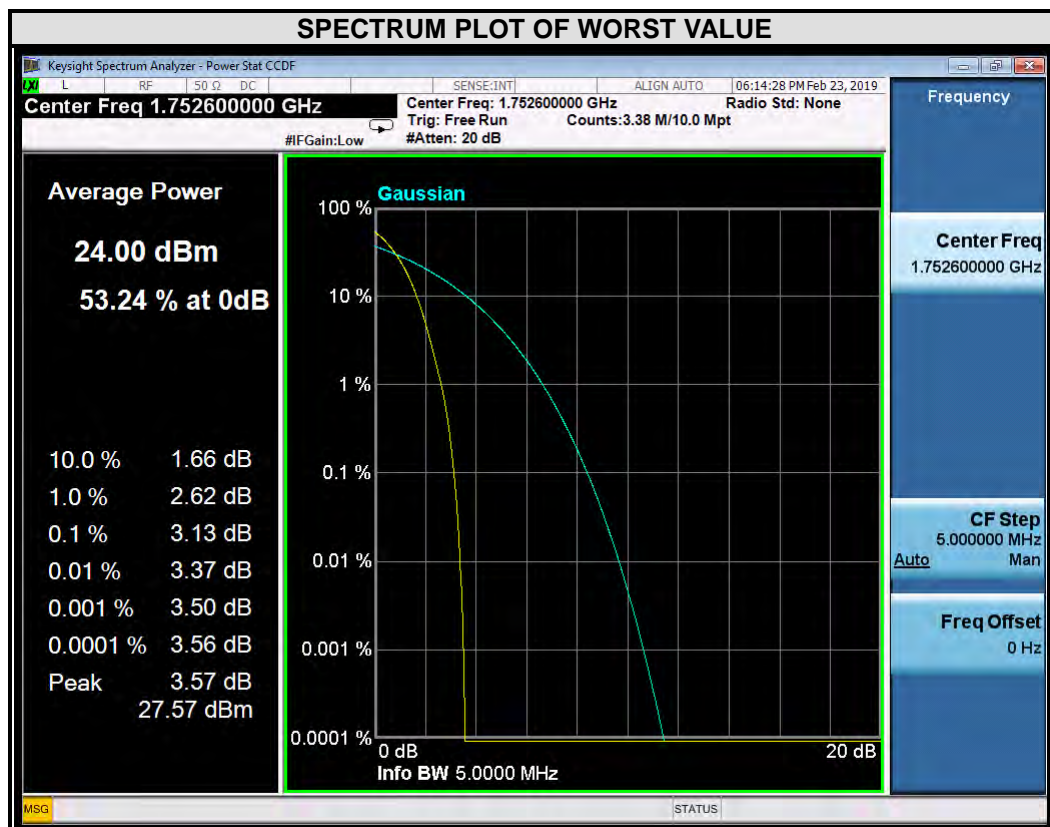 SPECTRUM PLOT OF WORST VALUE
Keysight Spectrum Analyzer - Power Stat CCDF
LXI L RF 50 Ω DC SENSE:INT ALIGN AUTO 06:14:28 PM Feb 23, 2019
Center Freq 1.752600000 GHz
Center Freq: 1.752600000 GHz Radio Std: None
Trig: Free Run Counts:3.38 M/10.0 Mpt
#IFGain:Low #Atten: 20 dB
Frequency
Average Power
24.00 dBm
53.24 % at 0dB
10.0 % 1.66 dB
1.0 % 2.62 dB
0.1 % 3.13 dB
0.01 % 3.37 dB
0.001 % 3.50 dB
0.0001 % 3.56 dB
Peak 3.57 dB
27.57 dBm
Gaussian
100 %
10 %
1 %
0.1 %
0.01 %
0.001 %
0.0001 %
0 dB 20 dB
Info BW 5.0000 MHz
Center Freq
1.752600000 GHz
CF Step
5.000000 MHz
Auto Man
Freq Offset
0 Hz
MSG STATUS